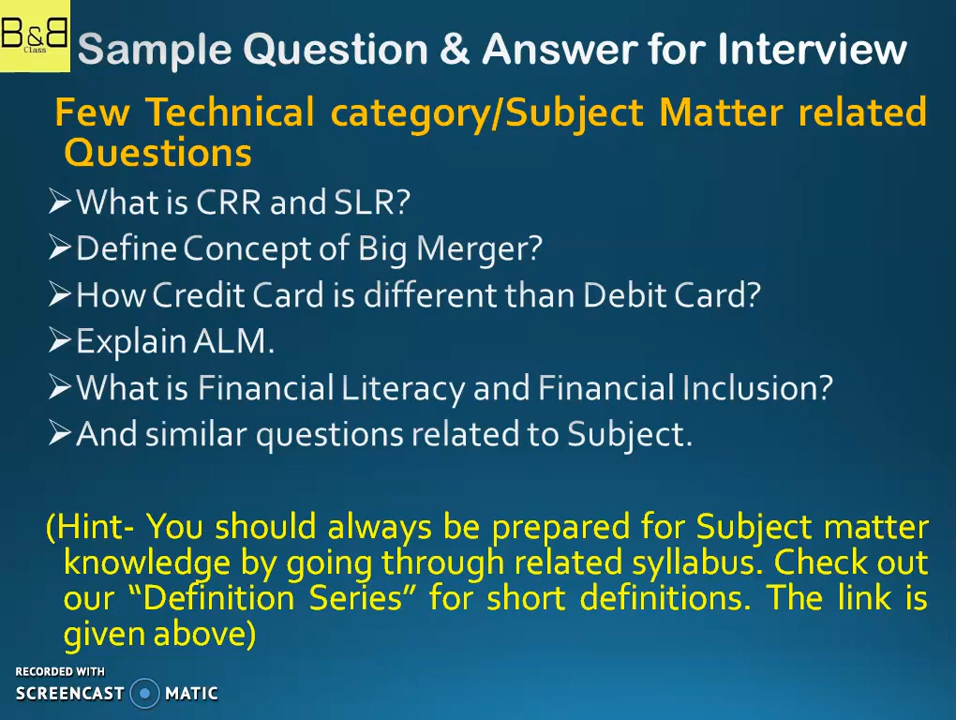 B&B
Class
Sample Question & Answer for Interview
Few Technical category/Subject Matter related
Questions
➢What is CRR and SLR?
➢Define Concept of Big Merger?
➢How Credit Card is different than Debit Card?
➢Explain ALM.
➢What is Financial Literacy and Financial Inclusion?
➢And similar questions related to Subject.
(Hint- You should always be prepared for Subject matter
knowledge by going through related syllabus. Check out
our “Definition Series” for short definitions. The link is
given above)
RECORDED WITH
SCREENCAST MATIC